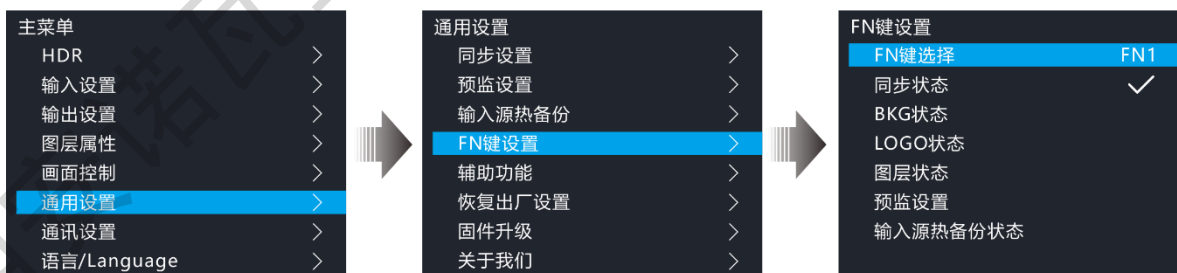 主菜单
HDR
输入设置
输出设置
图层属性
画面控制
通用设置
通讯设置
语言/Language
通用设置
同步设置
预监设置
输入源热备份
FN键设置
辅助功能
恢复出厂设置
固件升级
关于我们
FN键设置
FN键选择 FN1
同步状态
BKG状态
LOGO状态
图层状态
预监设置
输入源热备份状态